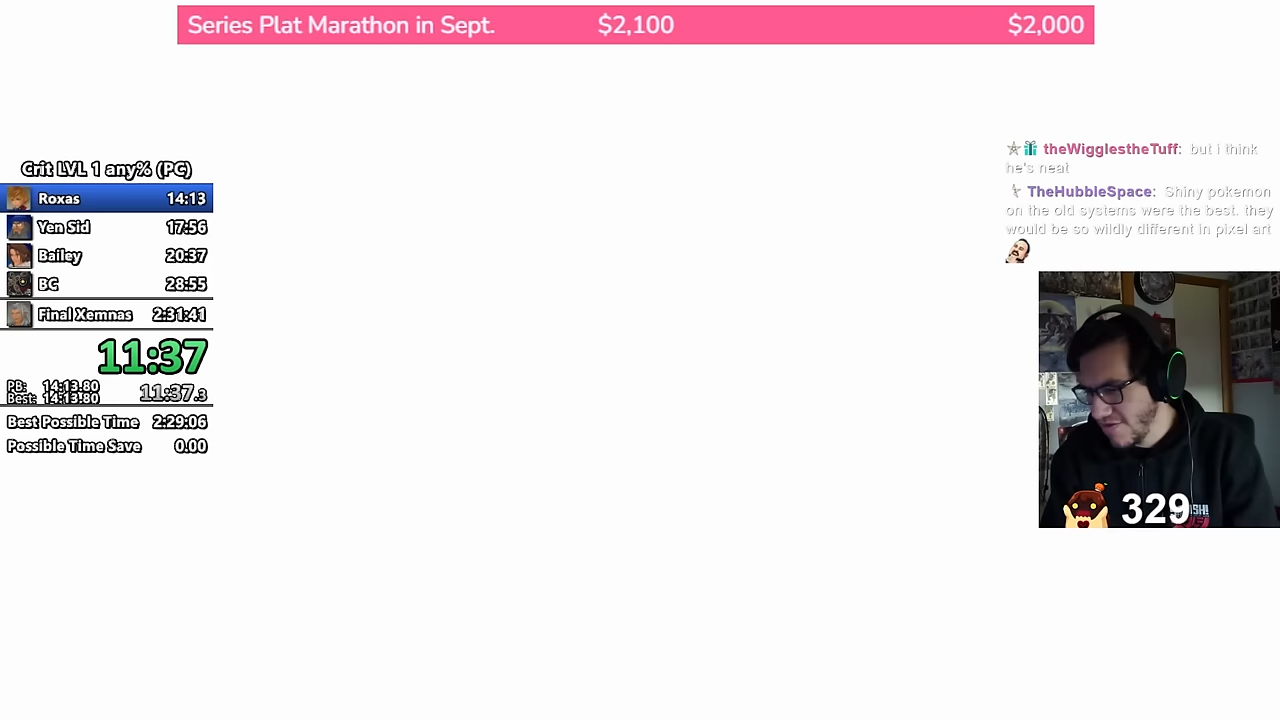 Series Plat Marathon in Sept. $2,100 $2,000
Crit LVL 1 any% (PC)
Roxas 14:13
Yen Sid 17:56
Bailey 20:37
BC 28:55
Final Xemnas 2:31:41
11:37
PB: 14:13.80
Best: 14:13.80 11:37.3
Best Possible Time 2:29:06
Possible Time Save 0.00
theWigglestheTuff: but i think
he's neat
TheHubbleSpace: Shiny pokemon
on the old systems were the best. they
would be so wildly different in pixel art
329